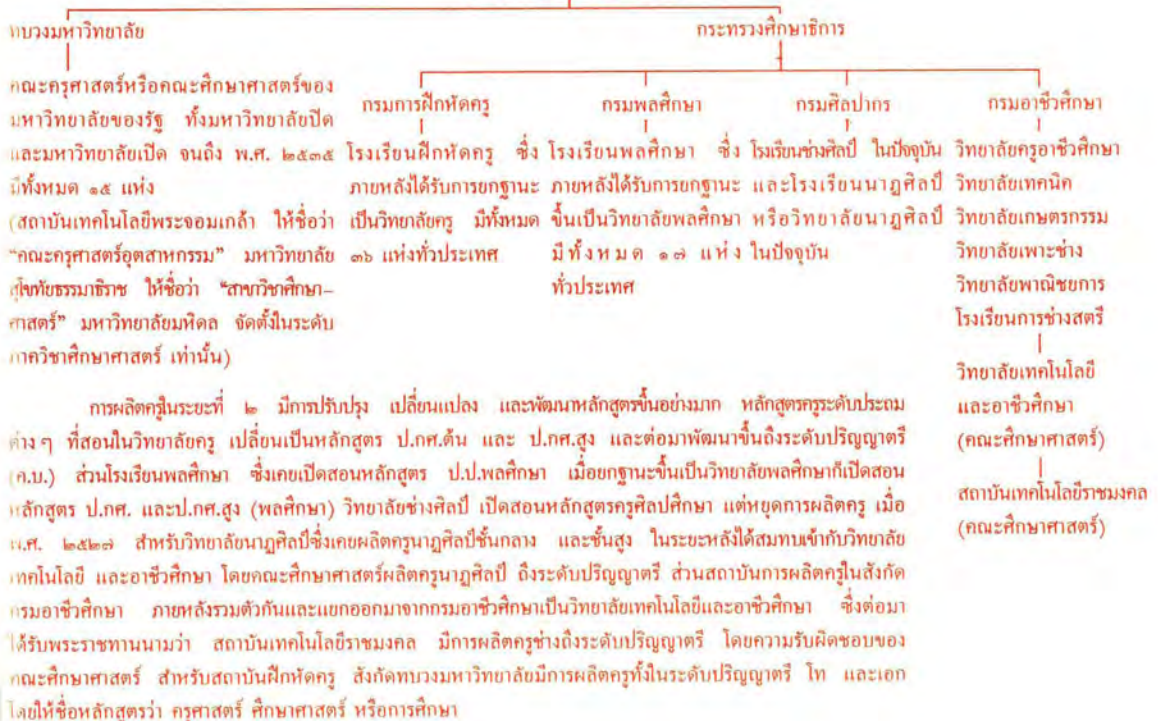 ทบวงมหาวิทยาลัย
กระทรวงศึกษาธิการ
คณะครุศาสตร์หรือคณะศึกษาศาสตร์ของ
มหาวิทยาลัยของรัฐ ทั้งมหาวิทยาลัยปิด
และมหาวิทยาลัยเปิด จนถึง พ.ศ. ๒๕๓๕
มีทั้งหมด ๑๕ แห่ง
(สถาบันเทคโนโลยีพระจอมเกล้า ให้ชื่อว่า
“คณะครุศาสตร์อุตสาหกรรม” มหาวิทยาลัย
สุโขทัยธรรมาธิราช ให้ชื่อว่า “สาขาวิชาศึกษา–
ศาสตร์” มหาวิทยาลัยมหิดล จัดตั้งในระดับ
ภาควิชาศึกษาศาสตร์ เท่านั้น)
กรมการฝึกหัดครู
โรงเรียนฝึกหัดครู ซึ่ง
ภายหลังได้รับการยกฐานะ
เป็นวิทยาลัยครู มีทั้งหมด
๓๖ แห่งทั่วประเทศ
กรมพลศึกษา
โรงเรียนพลศึกษา ซึ่ง
ภายหลังได้รับการยกฐานะ
ขึ้นเป็นวิทยาลัยพลศึกษา
มีทั้งหมด ๑๗ แห่ง
ทั่วประเทศ
กรมศิลปากร
โรงเรียนช่างศิลป์ ในปัจจุบัน
และโรงเรียนนาฏศิลป์
หรือวิทยาลัยนาฏศิลป์
ในปัจจุบัน
กรมอาชีวศึกษา
วิทยาลัยครูอาชีวศึกษา
วิทยาลัยเทคนิค
วิทยาลัยเกษตรกรรม
วิทยาลัยเพาะช่าง
วิทยาลัยพาณิชยการ
โรงเรียนการช่างสตรี
วิทยาลัยเทคโนโลยี
และอาชีวศึกษา
(คณะศึกษาศาสตร์)
สถาบันเทคโนโลยีราชมงคล
(คณะศึกษาศาสตร์)
การผลิตครูในระยะที่ ๒ มีการปรับปรุง เปลี่ยนแปลง และพัฒนาหลักสูตรขึ้นอย่างมาก หลักสูตรครูระดับประถม
ต่าง ๆ ที่สอนในวิทยาลัยครู เปลี่ยนเป็นหลักสูตร ป.กศ.ต้น และ ป.กศ.สูง และต่อมาพัฒนาขึ้นถึงระดับปริญญาตรี
(ค.บ.) ส่วนโรงเรียนพลศึกษา ซึ่งเคยเปิดสอนหลักสูตร ป.ป.พลศึกษา เมื่อยกฐานะขึ้นเป็นวิทยาลัยพลศึกษาก็เปิดสอน
หลักสูตร ป.กศ. และป.กศ.สูง (พลศึกษา) วิทยาลัยช่างศิลป์ เปิดสอนหลักสูตรครูศิลปศึกษา แต่หยุดการผลิตครู เมื่อ
พ.ศ. ๒๕๒๗ สำหรับวิทยาลัยนาฏศิลป์ซึ่งเคยผลิตครูนาฏศิลป์ชั้นกลาง และชั้นสูง ในระยะหลังได้สมทบเข้ากับวิทยาลัย
เทคโนโลยี และอาชีวศึกษา โดยคณะศึกษาศาสตร์ผลิตครูนาฏศิลป์ ถึงระดับปริญญาตรี ส่วนสถาบันการผลิตครูในสังกัด
กรมอาชีวศึกษา ภายหลังรวมตัวกันและแยกออกมาจากกรมอาชีวศึกษาเป็นวิทยาลัยเทคโนโลยีและอาชีวศึกษา ซึ่งต่อมา
ได้รับพระราชทานนามว่า สถาบันเทคโนโลยีราชมงคล มีการผลิตครูช่างถึงระดับปริญญาตรี โดยความรับผิดชอบของ
คณะศึกษาศาสตร์ สำหรับสถาบันฝึกหัดครู สังกัดทบวงมหาวิทยาลัยมีการผลิตครูทั้งในระดับปริญญาตรี โท และเอก
โดยให้ชื่อหลักสูตรว่า ครุศาสตร์ ศึกษาศาสตร์ หรือการศึกษา